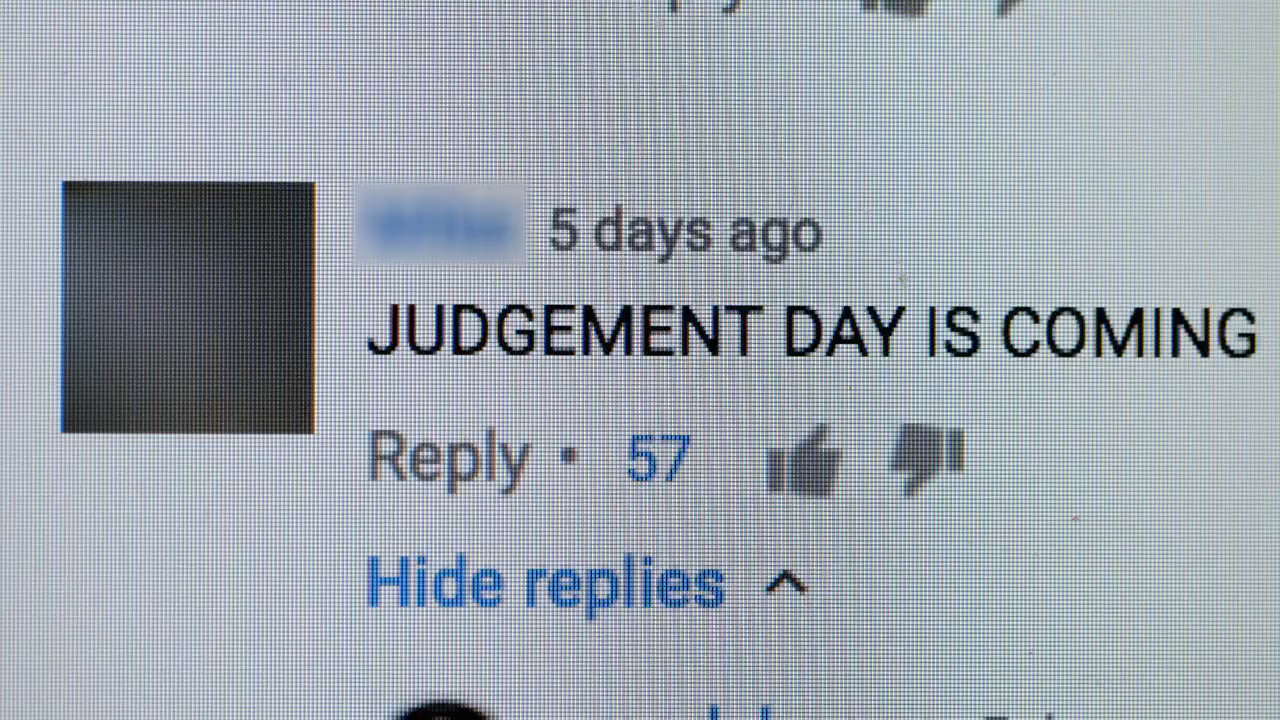 5 days ago
JUDGEMENT DAY IS COMING
Reply • 57
Hide replies